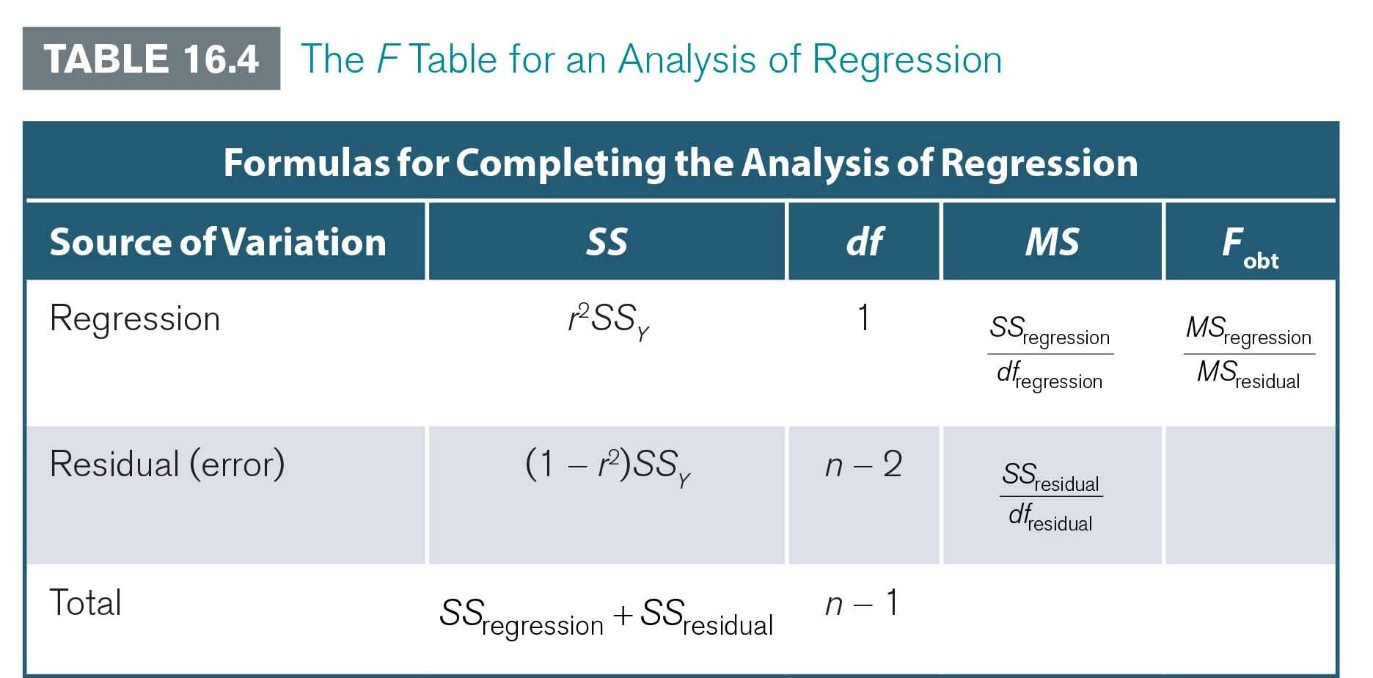 TABLE 16.4 The F Table for an Analysis of Regression
Formulas for Completing the Analysis of Regression
Source of Variation SS df MS F_obt
Regression r²SS_Y 1 SS_regression / df_regression MS_regression / MS_residual
Residual (error) (1 – r²)SS_Y n – 2 SS_residual / df_residual
Total SS_regression + SS_residual n – 1